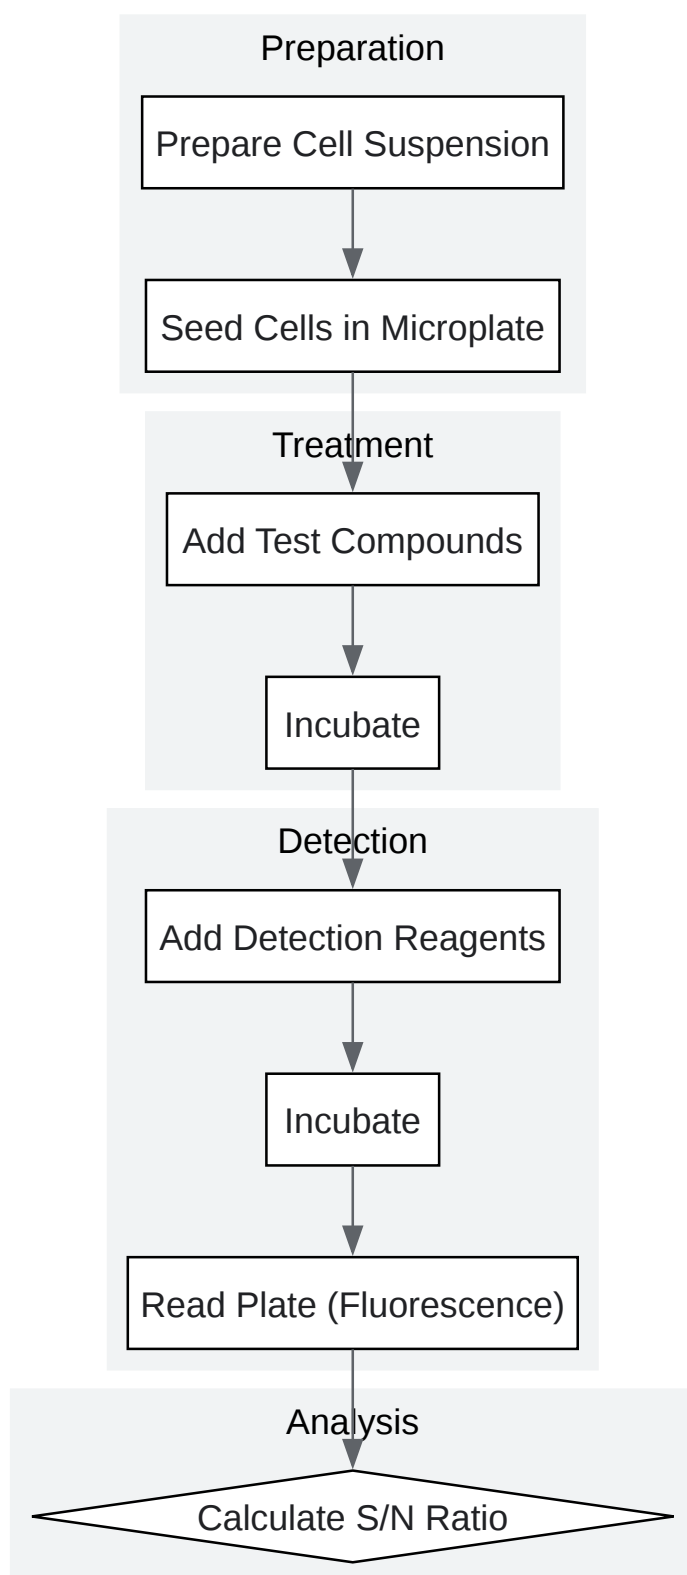 Preparation
Prepare Cell Suspension
Seed Cells in Microplate
Treatment
Add Test Compounds
Incubate
Detection
Add Detection Reagents
Incubate
Read Plate (Fluorescence)
Analysis
Calculate S/N Ratio